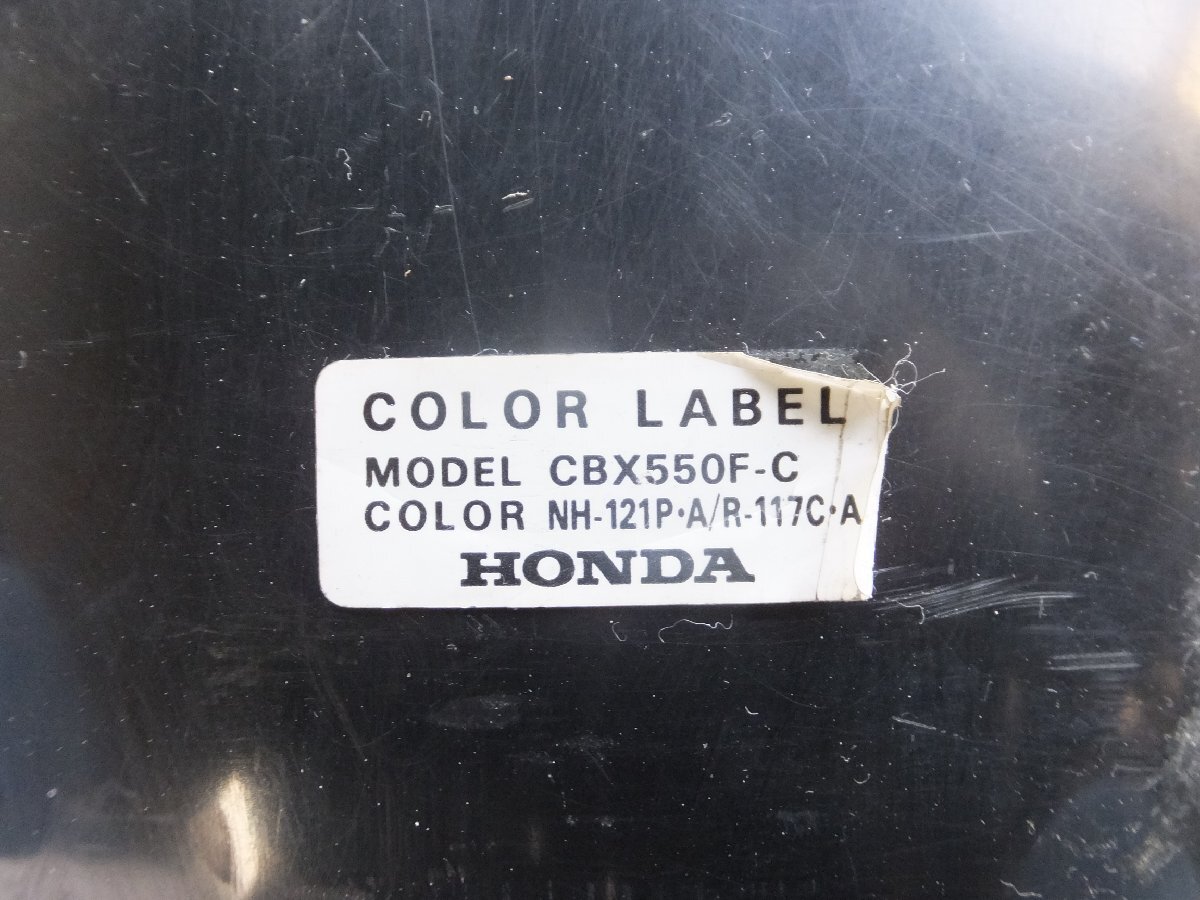 COLOR LABEL
MODEL CBX550F-C
COLOR NH-121P·A/R-117C·A
HONDA